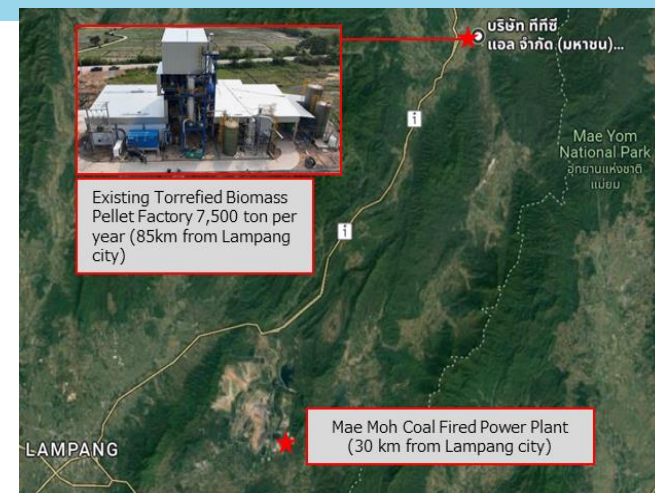 บริษัท ทีทีซี
แอล จำกัด (มหาชน)...
1
Mae Yom
National Park
อุทยานแห่งชาติ
แม่ยม
Existing Torrefied Biomass
Pellet Factory 7,500 ton per
year (85km from Lampang
city)
1
Mae Moh Coal Fired Power Plant
(30 km from Lampang city)
LAMPANG